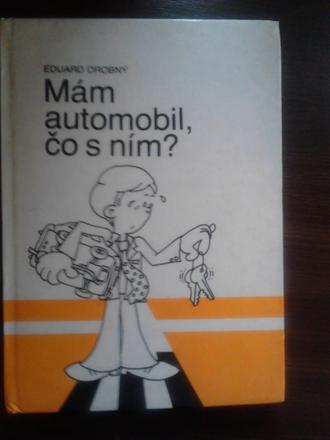 EDUARD DROBNÝ
Mám
automobil,
čo s ním?